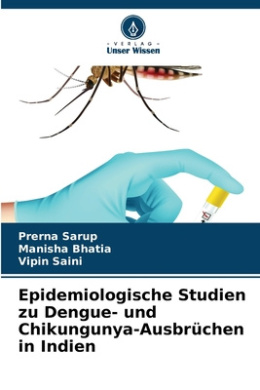 • VERLAG •
Unser Wissen
Prerna Sarup
Manisha Bhatia
Vipin Saini
Epidemiologische Studien
zu Dengue- und
Chikungunya-Ausbrüchen
in Indien